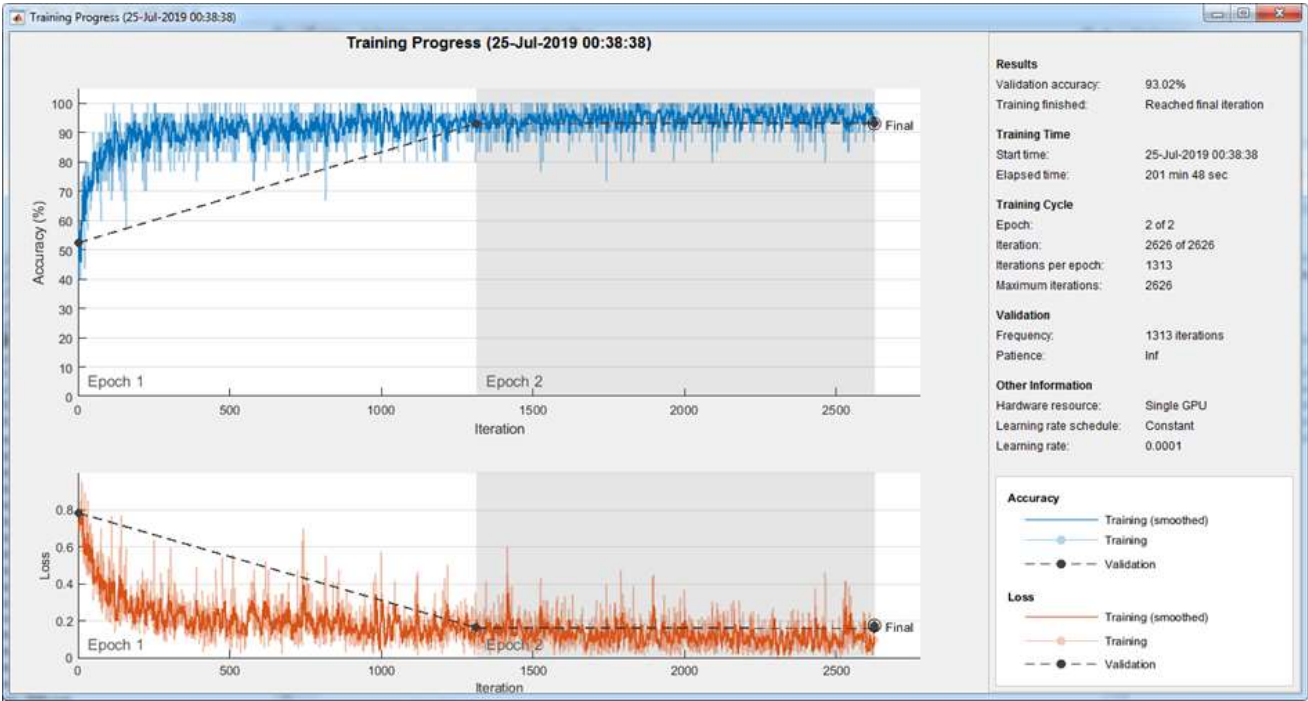 Training Progress (25-Jul-2019 00:38:38)
Training Progress (25-Jul-2019 00:38:38)
100
90
80
70
60
50
40
30
20
10
0
Accuracy (%)
Epoch 1
Epoch 2
Final
0
500
1000
1500
2000
2500
Iteration
0.8
0.6
0.4
0.2
0
Loss
Epoch 1
Epoch 2
Final
0
500
1000
1500
2000
2500
Iteration
Results
Validation accuracy: 93.02%
Training finished: Reached final iteration
Training Time
Start time: 25-Jul-2019 00:38:38
Elapsed time: 201 min 48 sec
Training Cycle
Epoch: 2 of 2
Iteration: 2626 of 2626
Iterations per epoch: 1313
Maximum iterations: 2626
Validation
Frequency: 1313 iterations
Patience: Inf
Other Information
Hardware resource: Single GPU
Learning rate schedule: Constant
Learning rate: 0.0001
Accuracy
Training (smoothed)
Training
Validation
Loss
Training (smoothed)
Training
Validation